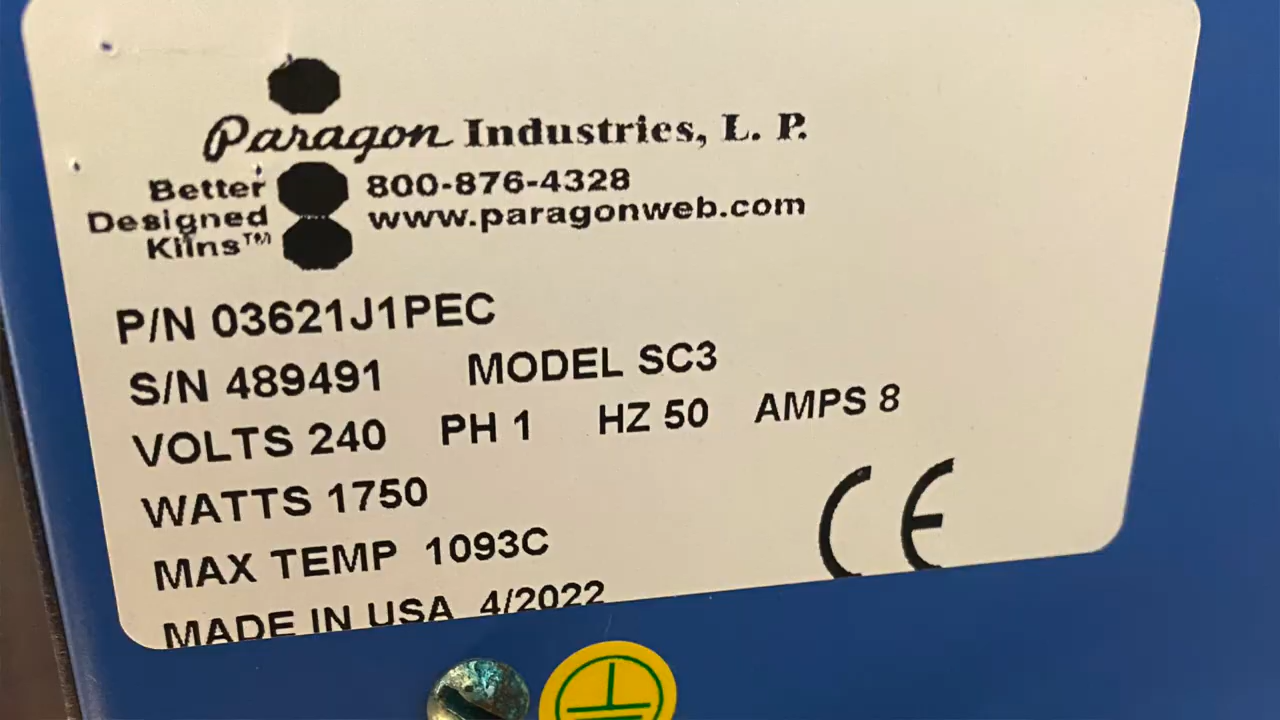 Paragon Industries, L. P.
Better Designed Kilns™
800-876-4328
www.paragonweb.com
P/N 03621J1PEC
S/N 489491 MODEL SC3
VOLTS 240 PH 1 HZ 50 AMPS 8
WATTS 1750
MAX TEMP 1093C
MADE IN USA 4/2022
CE